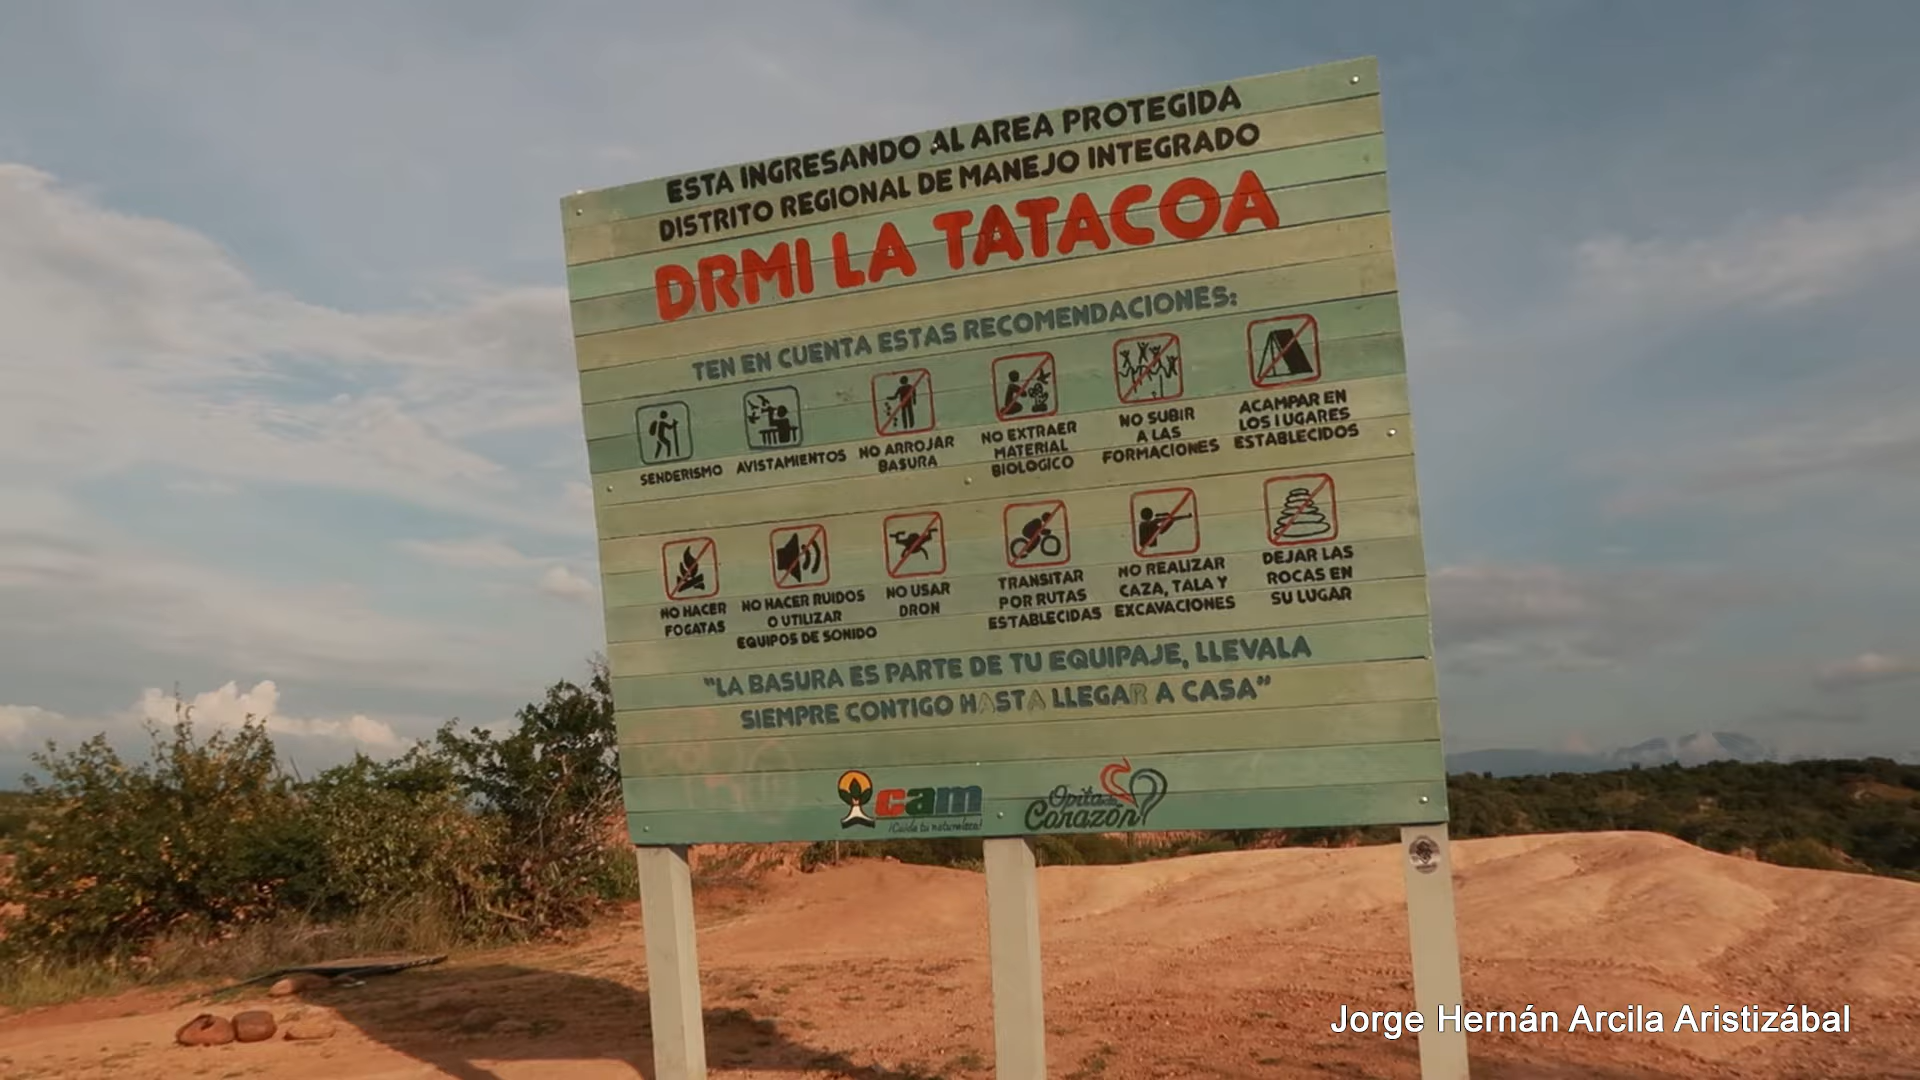 ESTA INGRESANDO AL AREA PROTEGIDA
DISTRITO REGIONAL DE MANEJO INTEGRADO
DRMI LA TATACOA
TEN EN CUENTA ESTAS RECOMENDACIONES:
SENDERISMO
AVISTAMIENTOS
NO ARROJAR
BASURA
NO EXTRAER
MATERIAL
BIOLOGICO
NO SUBIR
A LAS
FORMACIONES
ACAMPAR EN
LOS LUGARES
ESTABLECIDOS
NO HACER
FOGATAS
NO HACER RUIDOS
O UTILIZAR
EQUIPOS DE SONIDO
NO USAR
DRON
TRANSITAR
POR RUTAS
ESTABLECIDAS
NO REALIZAR
CAZA, TALA Y
EXCAVACIONES
DEJAR LAS
ROCAS EN
SU LUGAR
"LA BASURA ES PARTE DE TU EQUIPAJE, LLEVALA
SIEMPRE CONTIGO HASTA LLEGAR A CASA"
cam
¡Cuida tu naturaleza!
Opita de
Corazón
Jorge Hernán Arcila Aristizábal